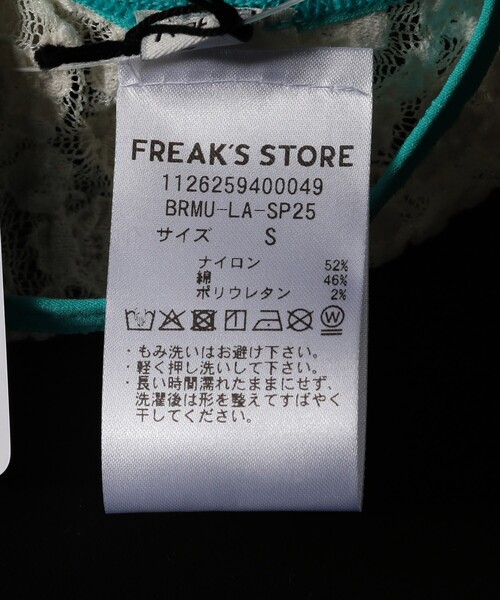 FREAK'S STORE
1126259400049
BRMU-LA-SP25
サイズ S
ナイロン 52%
綿 46%
ポリウレタン 2%
W
・もみ洗いはお避け下さい。
・軽く押し洗いして下さい。
・長い時間濡れたままにせず、
洗濯後は形を整えてすばやく
干してください。